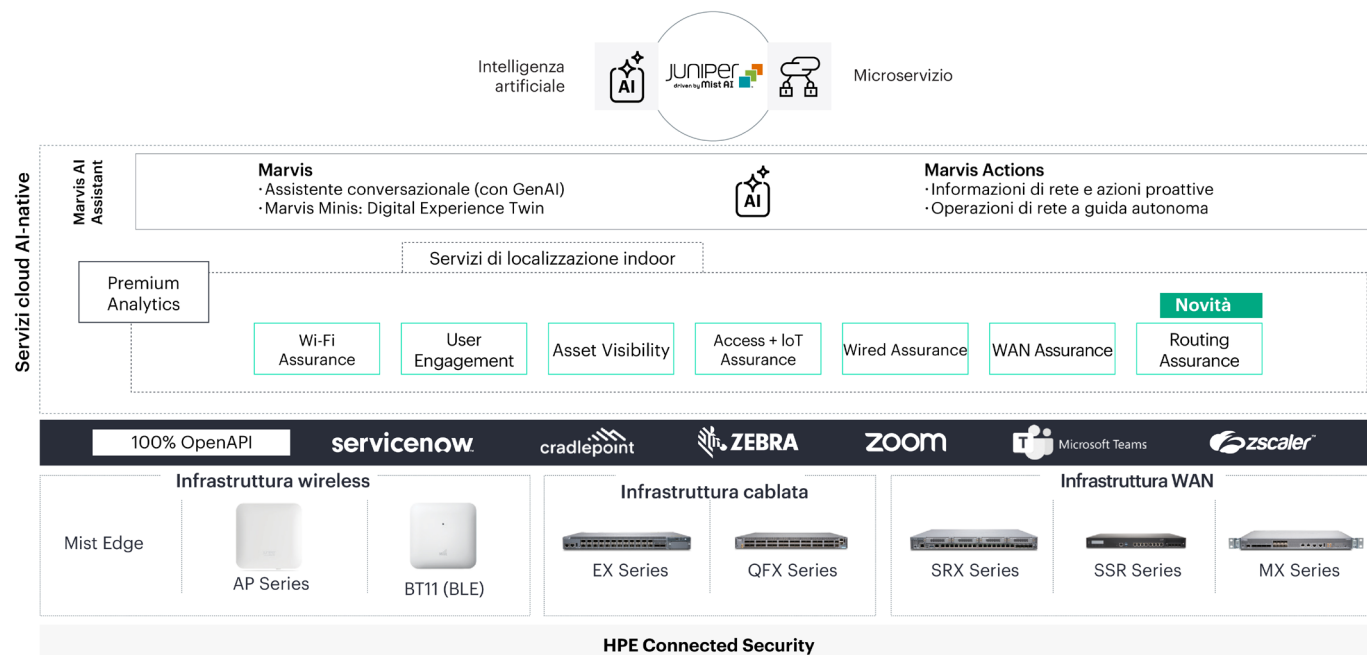 Intelligenza
artificiale
AI
JUNIPER
driven by Mist AI
Microservizio
Servizi cloud AI-native
Marvis AI
Assistant
Marvis
·Assistente conversazionale (con GenAI)
·Marvis Minis: Digital Experience Twin
AI
Marvis Actions
·Informazioni di rete e azioni proattive
·Operazioni di rete a guida autonoma
Servizi di localizzazione indoor
Premium
Analytics
Novità
Wi-Fi
Assurance
User
Engagement
Asset Visibility
Access + IoT
Assurance
Wired Assurance
WAN Assurance
Routing
Assurance
100% OpenAPI
servicenow
cradlepoint
ZEBRA
zoom
T
Microsoft Teams
zscaler™
Infrastruttura wireless
Mist Edge
AP Series
BT11 (BLE)
Infrastruttura cablata
EX Series
QFX Series
Infrastruttura WAN
SRX Series
SSR Series
MX Series
HPE Connected Security